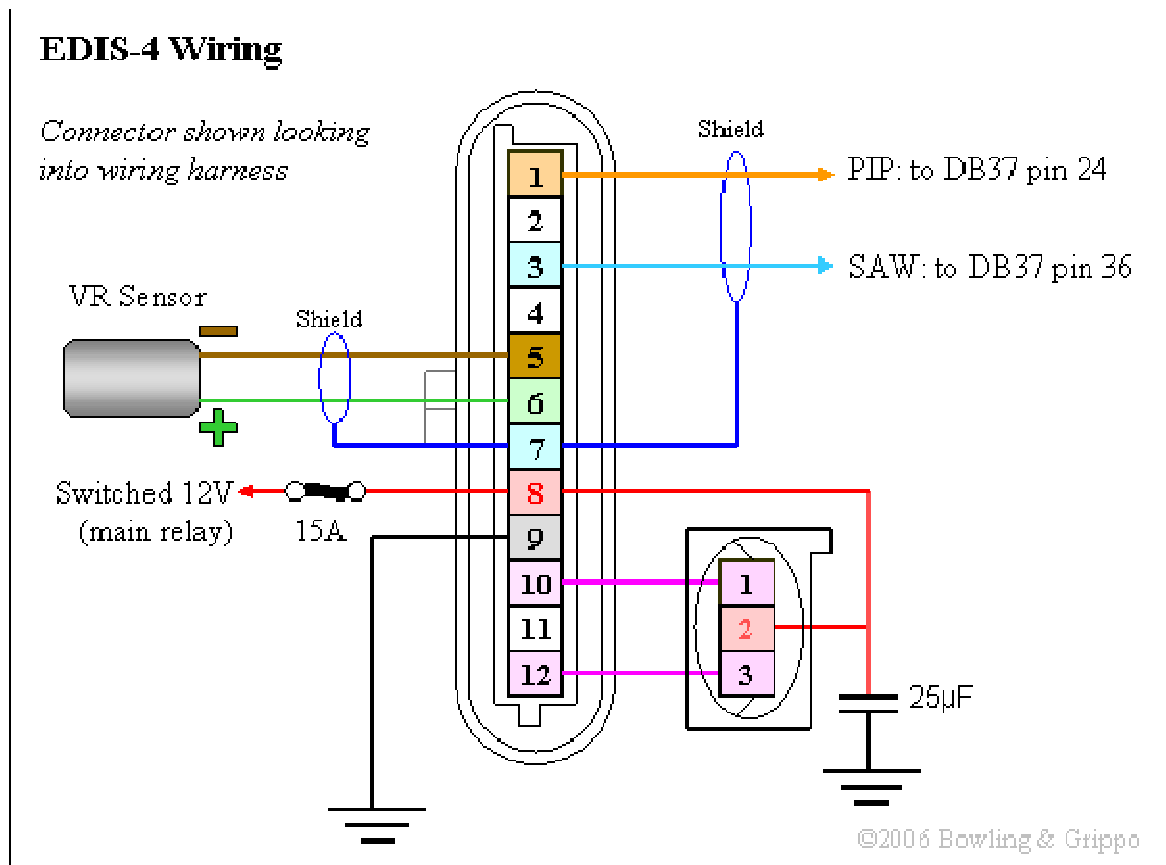 EDIS-4 Wiring
Connector shown looking
into wiring harness
Shield
PIP: to DB37 pin 24
SAW: to DB37 pin 36
VR Sensor
Shield
Switched 12V
(main relay)
15A
1
2
3
4
5
6
7
8
9
10
11
12
1
2
3
25µF
©2006 Bowling & Grippo